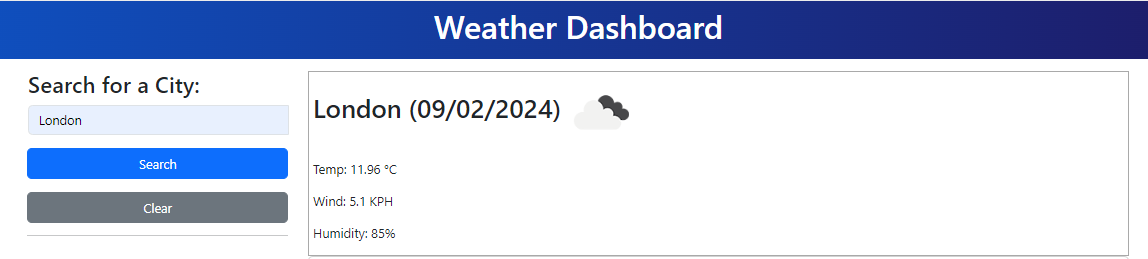 Weather Dashboard
Search for a City:
London
Search
Clear
London (09/02/2024)
Temp: 11.96 °C
Wind: 5.1 KPH
Humidity: 85%